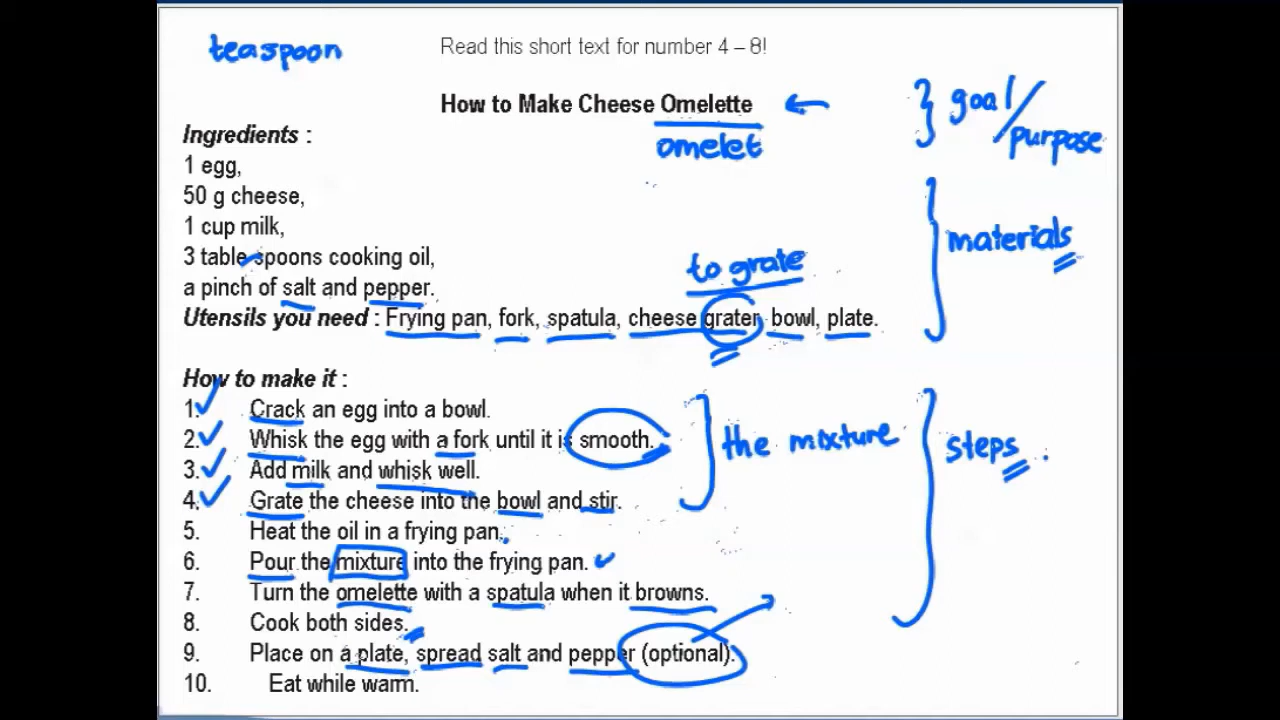 teaspoon
Read this short text for number 4 – 8!
How to Make Cheese Omelette
omelet
goal/
purpose
Ingredients :
1 egg,
50 g cheese,
1 cup milk,
materials
3 table spoons cooking oil,
to grate
a pinch of salt and pepper.
Utensils you need : Frying pan, fork, spatula, cheese grater, bowl, plate.
How to make it :
1. Crack an egg into a bowl.
2. Whisk the egg with a fork until it is smooth.
the mixture
steps.
3. Add milk and whisk well.
4. Grate the cheese into the bowl and stir.
5. Heat the oil in a frying pan.
6. Pour the mixture into the frying pan.
7. Turn the omelette with a spatula when it browns.
8. Cook both sides.
9. Place on a plate, spread salt and pepper (optional).
10. Eat while warm.